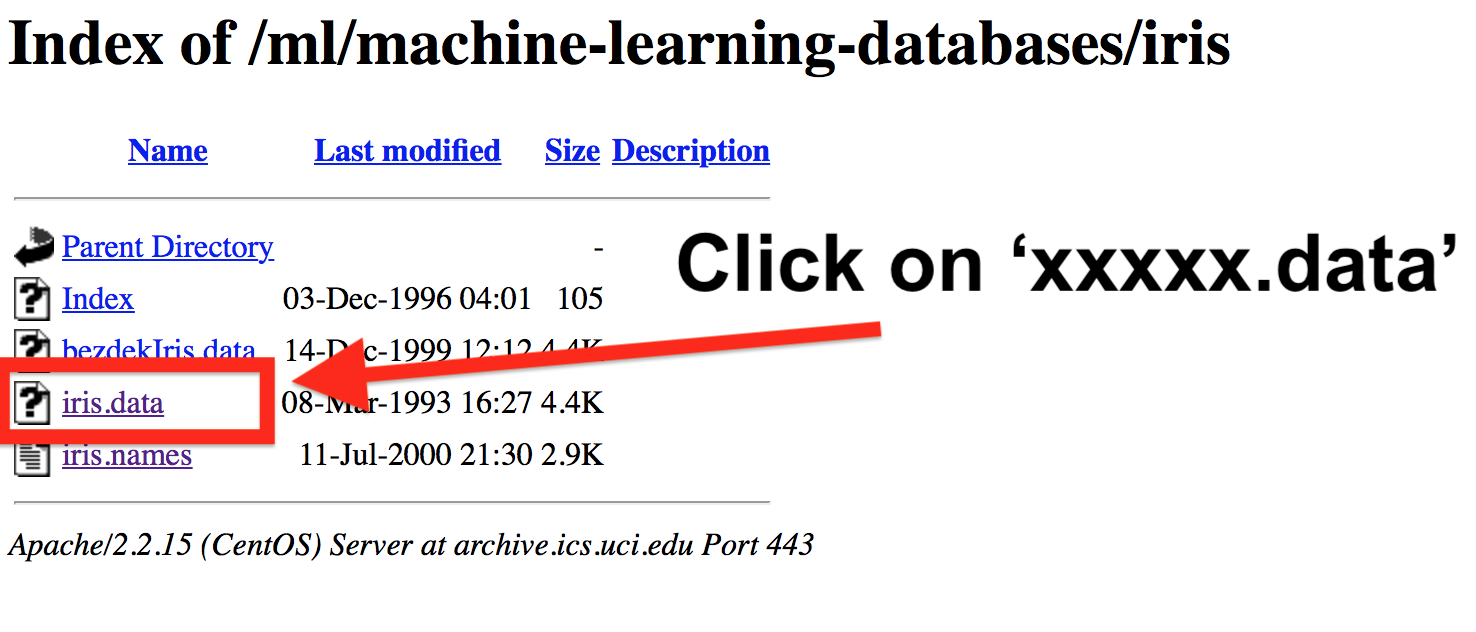 Index of /ml/machine-learning-databases/iris
Name Last modified Size Description
Parent Directory -
Click on ‘xxxxx.data’
Index 03-Dec-1996 04:01 105
bezdekIris.data 14-Dec-1999 12:12 4.4K
iris.data 08-Mar-1993 16:27 4.4K
iris.names 11-Jul-2000 21:30 2.9K
Apache/2.2.15 (CentOS) Server at archive.ics.uci.edu Port 443